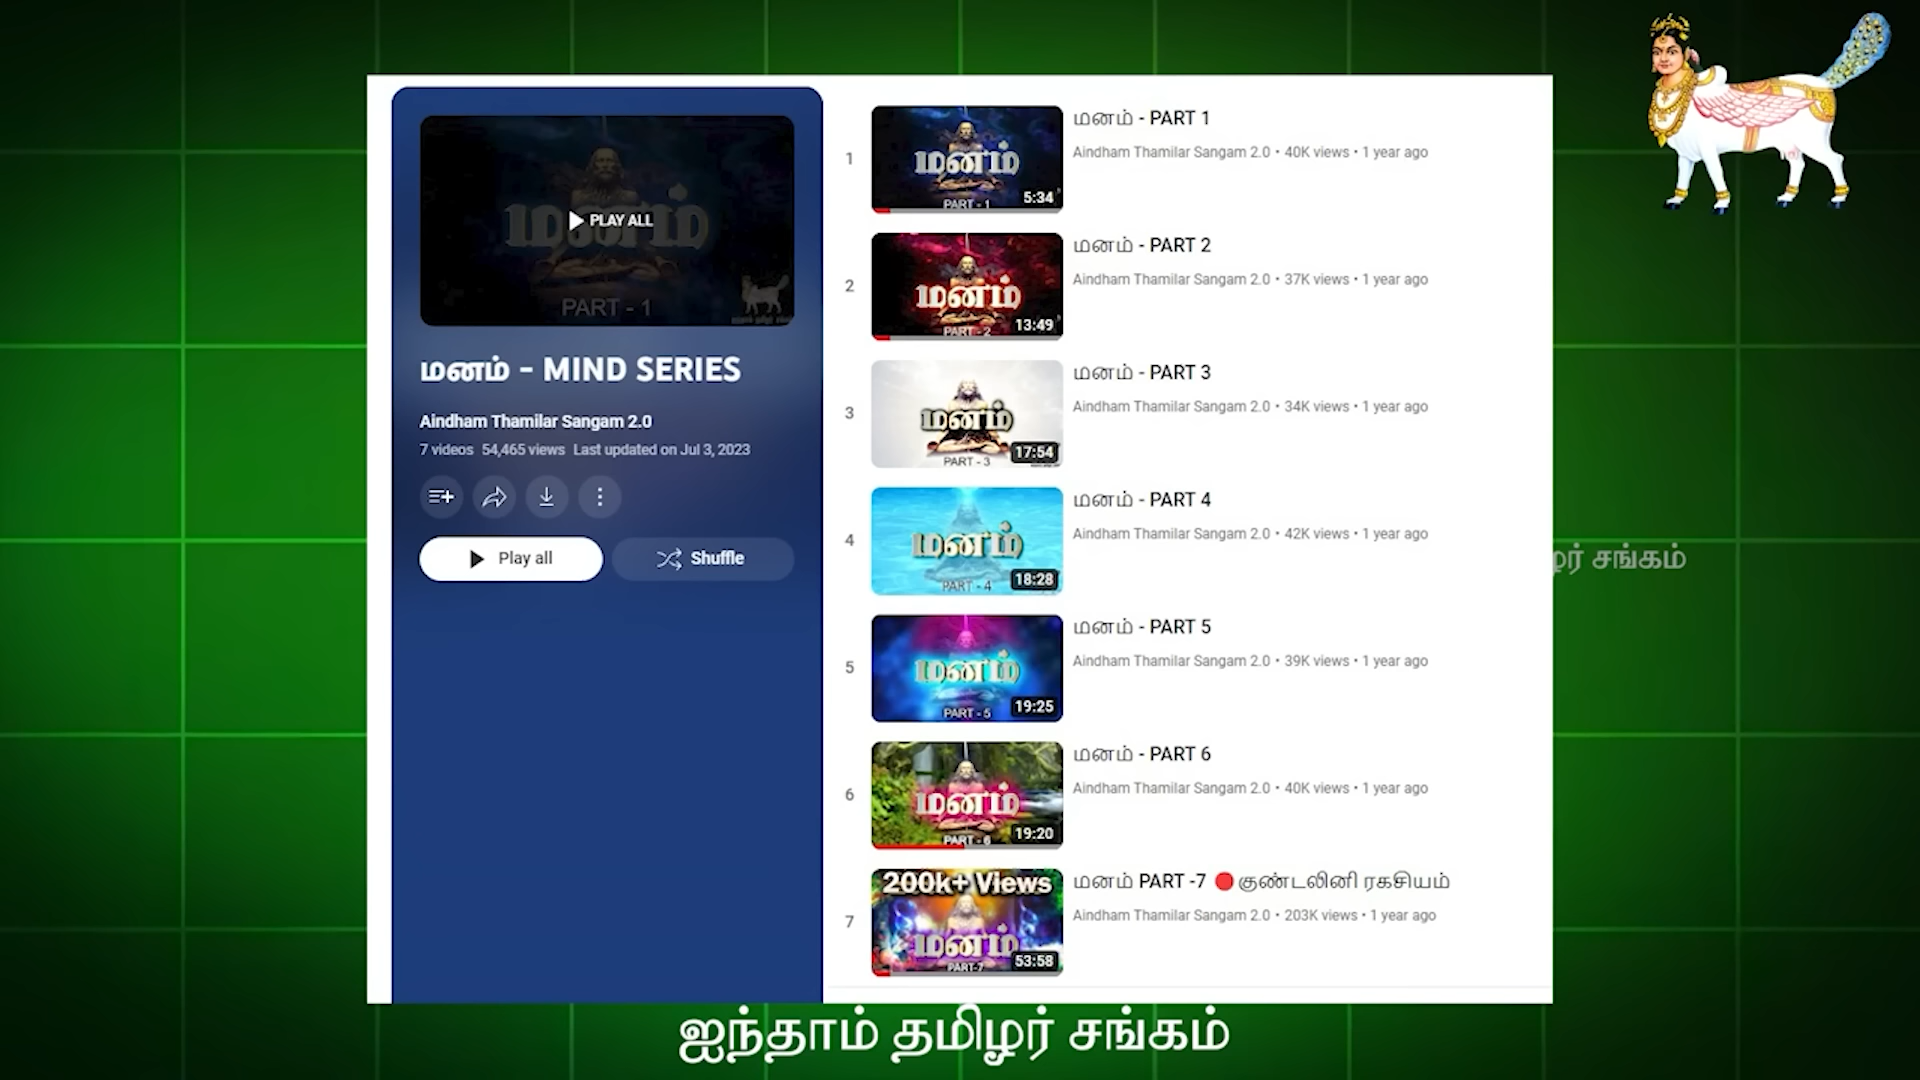 மனம்
PLAY ALL
PART - 1
மனம் - MIND SERIES
Aindham Thamilar Sangam 2.0
7 videos 54,465 views Last updated on Jul 3, 2023
Play all
Shuffle
1
மனம்
PART - 1
5:34
மனம் - PART 1
Aindham Thamilar Sangam 2.0 • 40K views • 1 year ago
2
மனம்
PART - 2
13:49
மனம் - PART 2
Aindham Thamilar Sangam 2.0 • 37K views • 1 year ago
3
மனம்
PART - 3
17:54
மனம் - PART 3
Aindham Thamilar Sangam 2.0 • 34K views • 1 year ago
4
மனம்
PART - 4
18:28
மனம் - PART 4
Aindham Thamilar Sangam 2.0 • 42K views • 1 year ago
5
மனம்
PART - 5
19:25
மனம் - PART 5
Aindham Thamilar Sangam 2.0 • 39K views • 1 year ago
6
மனம்
PART - 6
19:20
மனம் - PART 6
Aindham Thamilar Sangam 2.0 • 40K views • 1 year ago
7
200k+ Views
மனம்
PART-7
53:58
மனம் PART -7 🔴குண்டலினி ரகசியம்
Aindham Thamilar Sangam 2.0 • 203K views • 1 year ago
சங்கம்
ஐந்தாம் தமிழர் சங்கம்